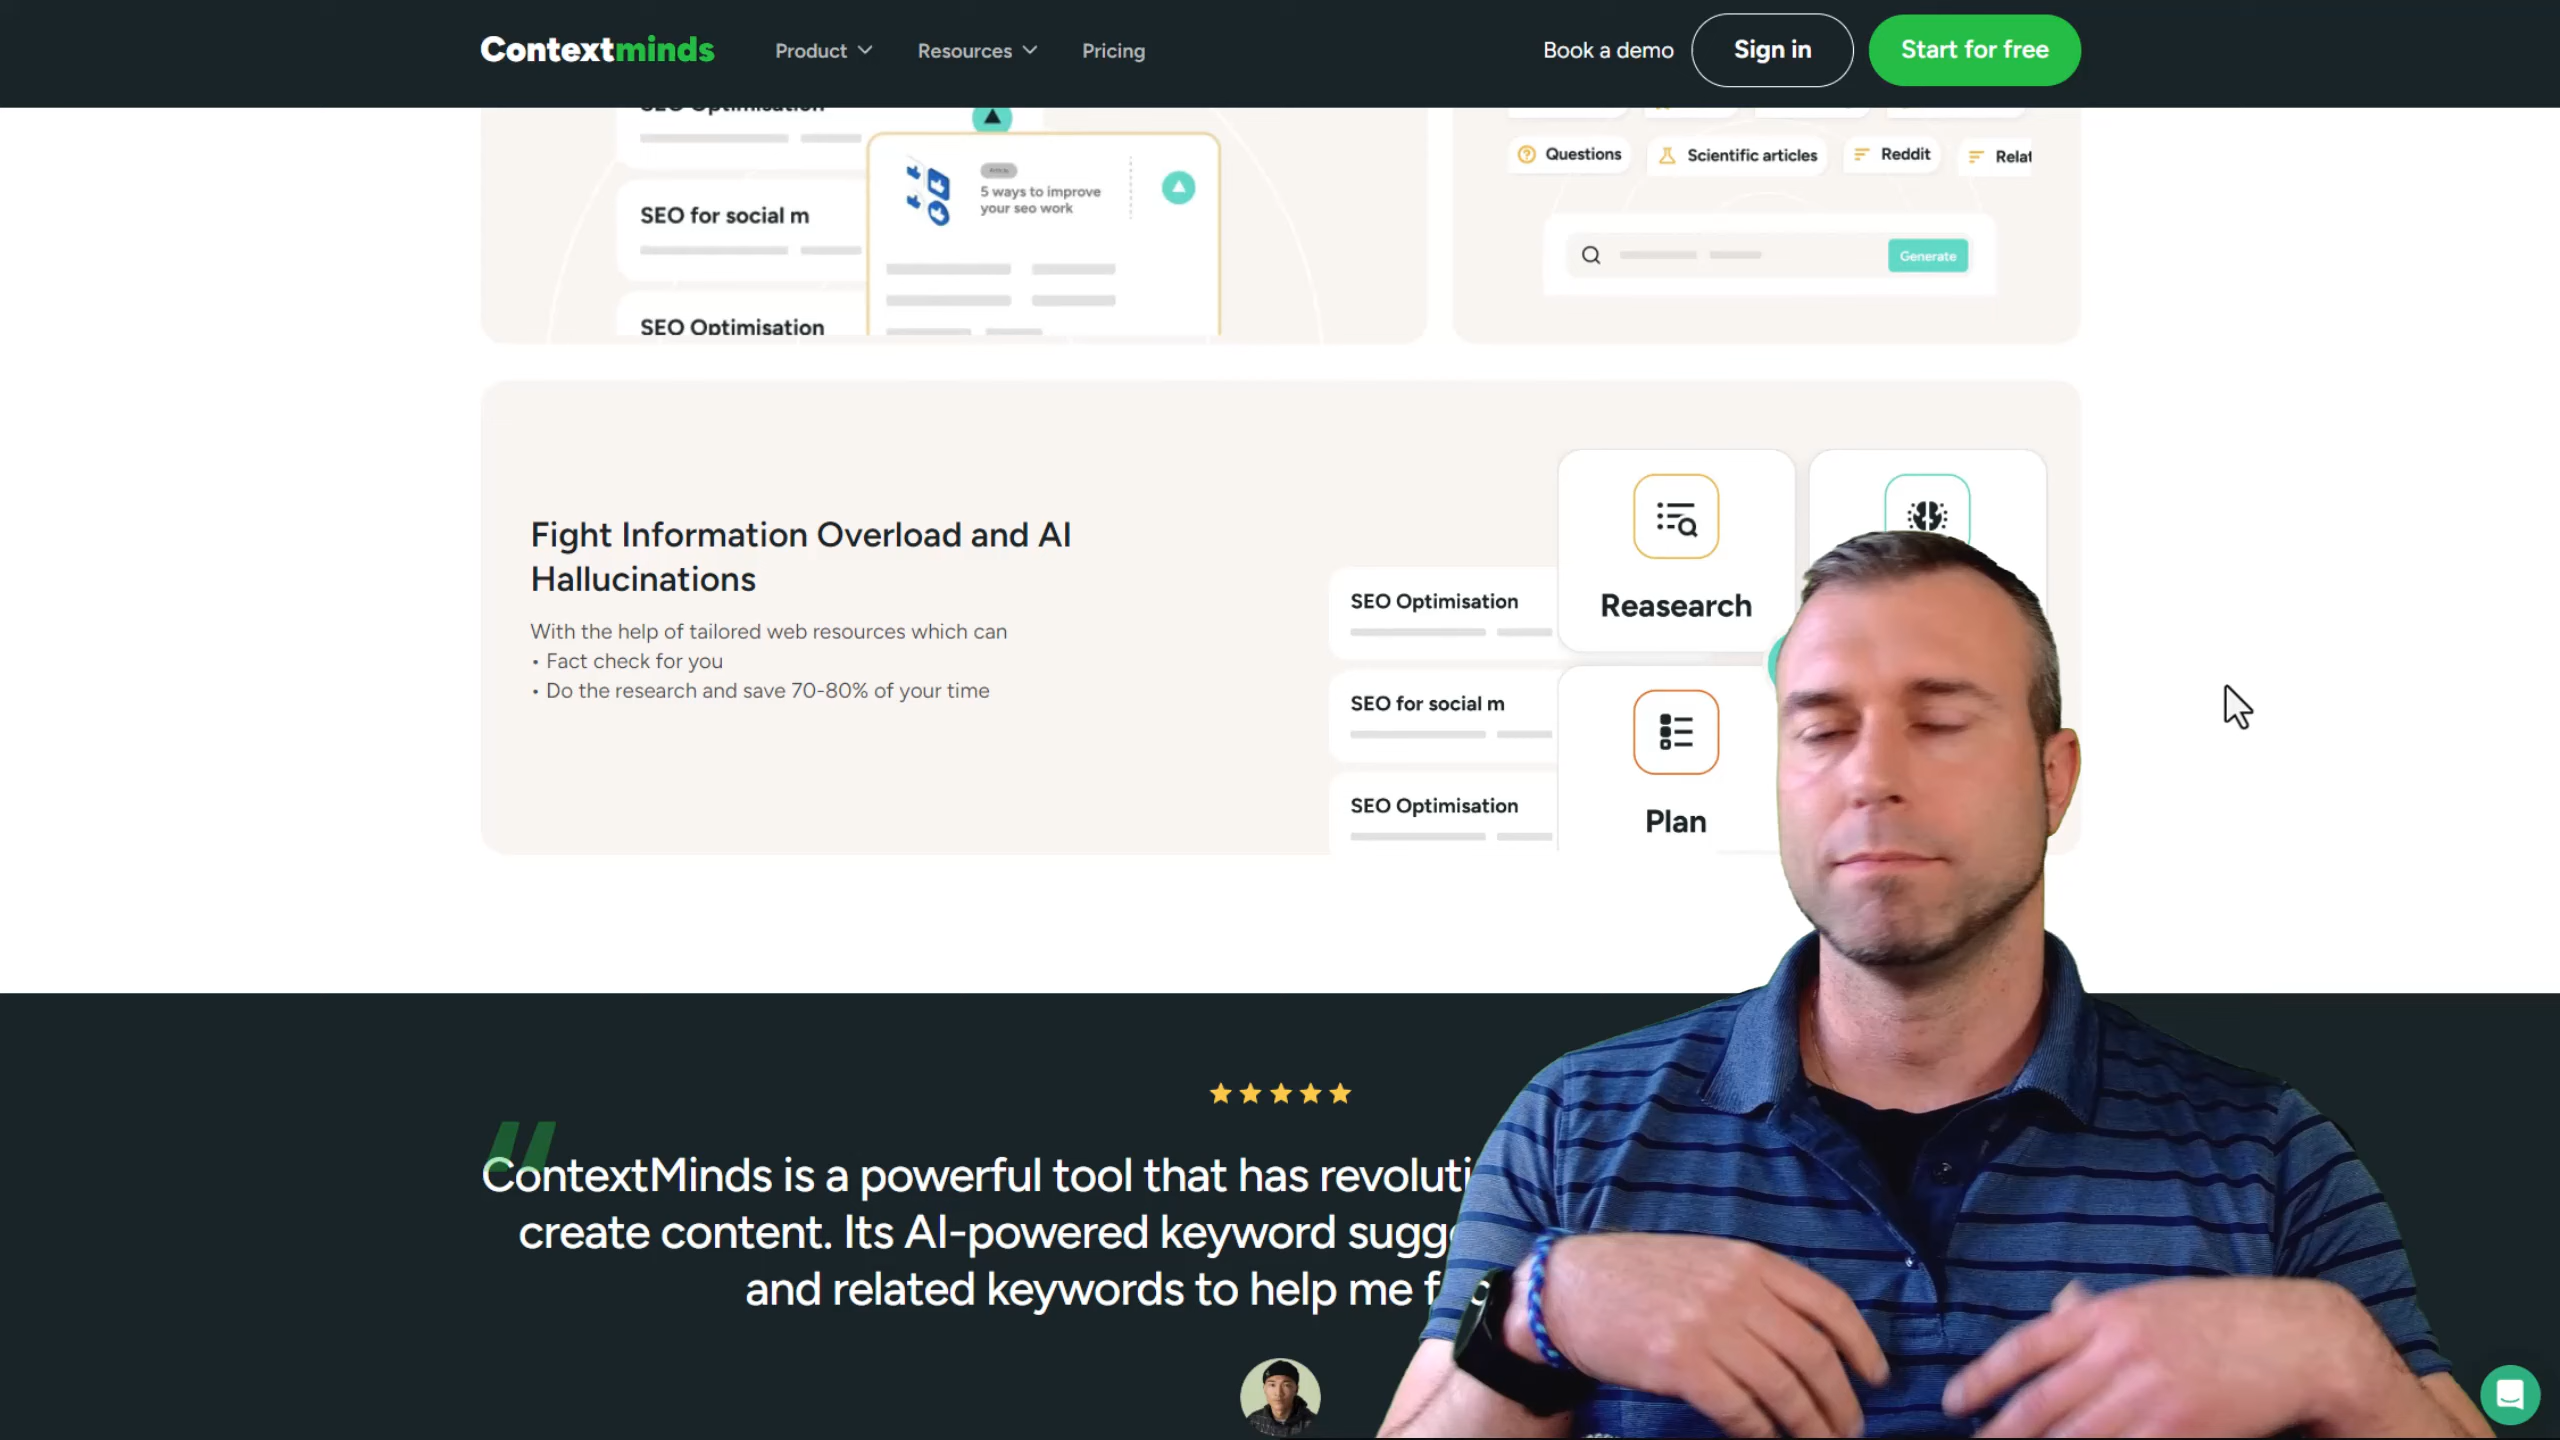 Contextminds
Product
Resources
Pricing
Book a demo
Sign in
Start for free
SEO Optimisation
SEO for social m
SEO Optimisation
5 ways to improve
your seo work
Questions
Scientific articles
Reddit
Relat
Generate
Fight Information Overload and AI
Hallucinations
With the help of tailored web resources which can
• Fact check for you
• Do the research and save 70-80% of your time
SEO Optimisation
SEO for social m
SEO Optimisation
Reasearch
Plan
ContextMinds is a powerful tool that has revoluti
create content. Its AI-powered keyword sugge
and related keywords to help me f